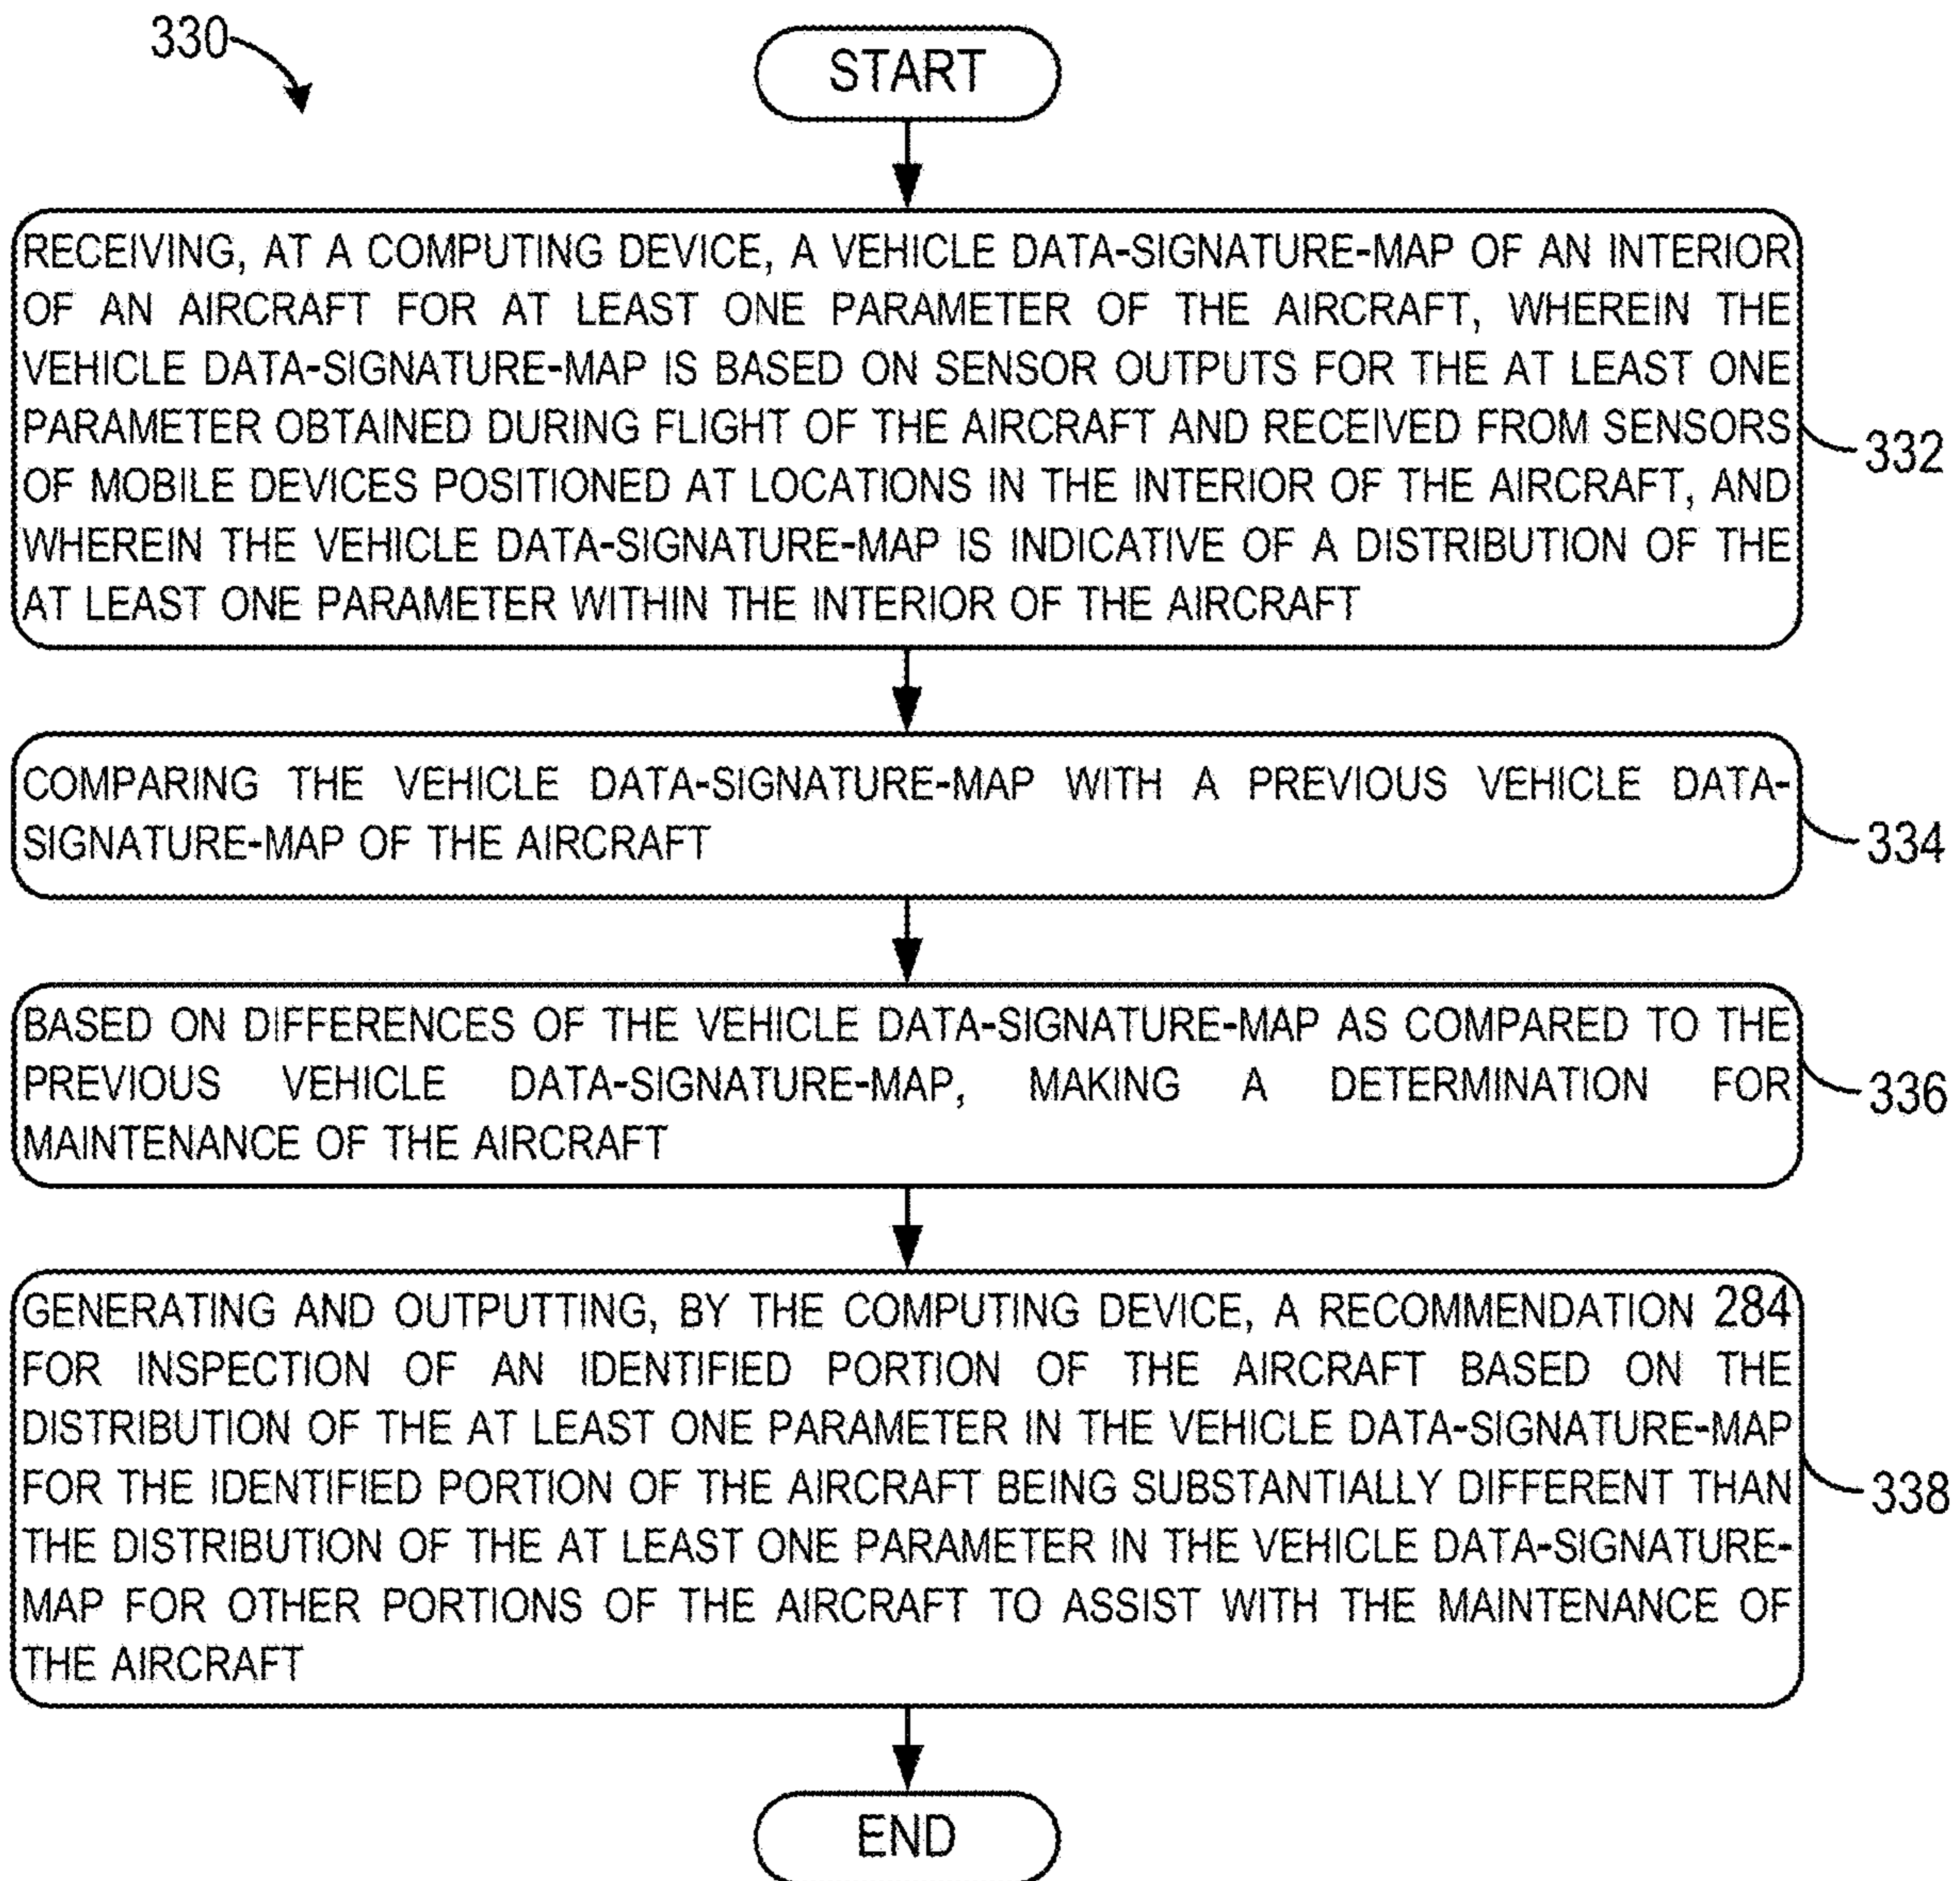 330
START
RECEIVING, AT A COMPUTING DEVICE, A VEHICLE DATA-SIGNATURE-MAP OF AN INTERIOR
OF AN AIRCRAFT FOR AT LEAST ONE PARAMETER OF THE AIRCRAFT, WHEREIN THE
VEHICLE DATA-SIGNATURE-MAP IS BASED ON SENSOR OUTPUTS FOR THE AT LEAST ONE
PARAMETER OBTAINED DURING FLIGHT OF THE AIRCRAFT AND RECEIVED FROM SENSORS
OF MOBILE DEVICES POSITIONED AT LOCATIONS IN THE INTERIOR OF THE AIRCRAFT, AND
WHEREIN THE VEHICLE DATA-SIGNATURE-MAP IS INDICATIVE OF A DISTRIBUTION OF THE
AT LEAST ONE PARAMETER WITHIN THE INTERIOR OF THE AIRCRAFT
332
COMPARING THE VEHICLE DATA-SIGNATURE-MAP WITH A PREVIOUS VEHICLE DATA-
SIGNATURE-MAP OF THE AIRCRAFT
334
BASED ON DIFFERENCES OF THE VEHICLE DATA-SIGNATURE-MAP AS COMPARED TO THE
PREVIOUS VEHICLE DATA-SIGNATURE-MAP, MAKING A DETERMINATION FOR
MAINTENANCE OF THE AIRCRAFT
336
GENERATING AND OUTPUTTING, BY THE COMPUTING DEVICE, A RECOMMENDATION 284
FOR INSPECTION OF AN IDENTIFIED PORTION OF THE AIRCRAFT BASED ON THE
DISTRIBUTION OF THE AT LEAST ONE PARAMETER IN THE VEHICLE DATA-SIGNATURE-MAP
FOR THE IDENTIFIED PORTION OF THE AIRCRAFT BEING SUBSTANTIALLY DIFFERENT THAN
THE DISTRIBUTION OF THE AT LEAST ONE PARAMETER IN THE VEHICLE DATA-SIGNATURE-
MAP FOR OTHER PORTIONS OF THE AIRCRAFT TO ASSIST WITH THE MAINTENANCE OF
THE AIRCRAFT
338
END